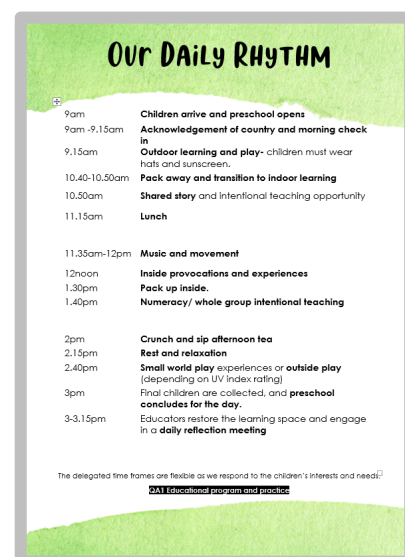 Our Daily Rhythm
9am Children arrive and preschool opens
9am -9.15am Acknowledgement of country and morning check
in
9.15am Outdoor learning and play- children must wear
hats and sunscreen.
10.40-10.50am Pack away and transition to indoor learning
10.50am Shared story and intentional teaching opportunity
11.15am Lunch
11.35am-12pm Music and movement
12noon Inside provocations and experiences
1.30pm Pack up inside.
1.40pm Numeracy/ whole group intentional teaching
2pm Crunch and sip afternoon tea
2.15pm Rest and relaxation
2.40pm Small world play experiences or outside play
(depending on UV index rating)
3pm Final children are collected, and preschool
concludes for the day.
3-3.15pm Educators restore the learning space and engage
in a daily reflection meeting
The delegated time frames are flexible as we respond to the children's interests and needs.
QA1 Educational program and practice